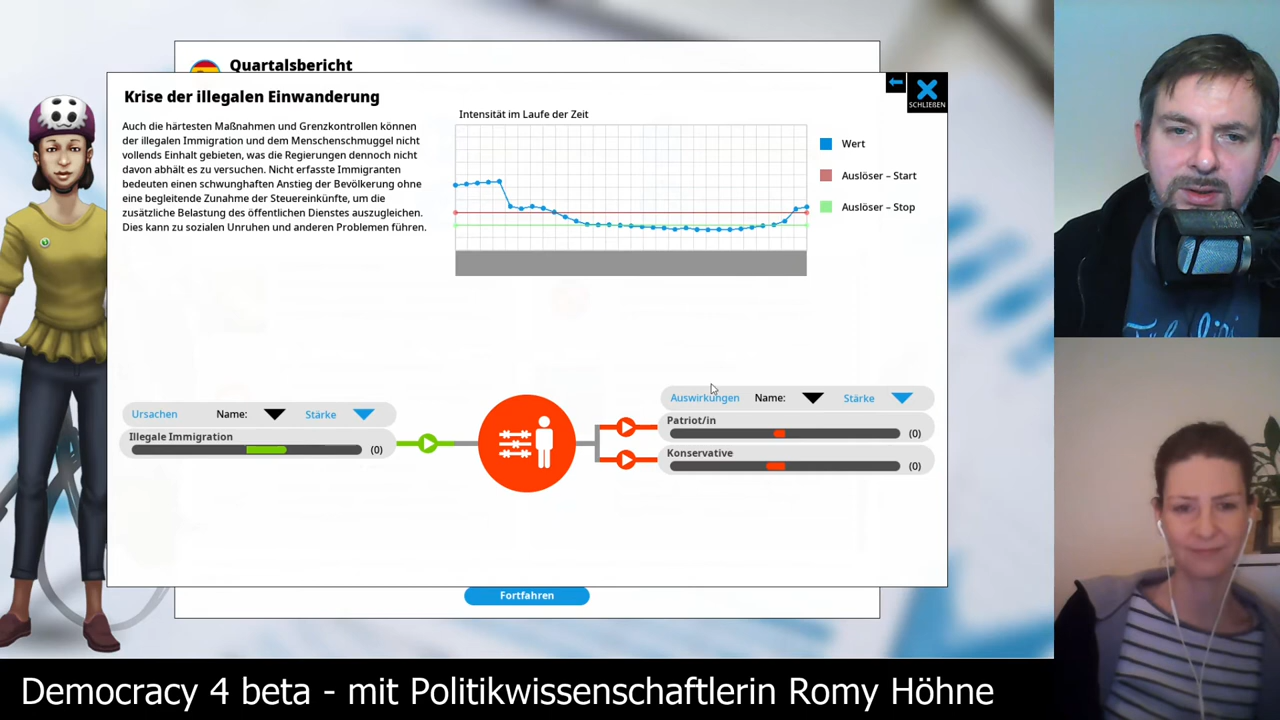 Quartalsbericht
Krise der illegalen Einwanderung
SCHLIEßEN
Auch die härtesten Maßnahmen und Grenzkontrollen können
der illegalen Immigration und dem Menschenschmuggel nicht
vollends Einhalt gebieten, was die Regierungen dennoch nicht
davon abhält es zu versuchen. Nicht erfasste Immigranten
bedeuten einen schwunghaften Anstieg der Bevölkerung ohne
eine begleitende Zunahme der Steuereinkünfte, um die
zusätzliche Belastung des öffentlichen Dienstes auszugleichen.
Dies kann zu sozialen Unruhen und anderen Problemen führen.
Intensität im Laufe der Zeit
Wert
Auslöser – Start
Auslöser – Stop
Ursachen Name: Stärke
Illegale Immigration
(0)
Auswirkungen Name: Stärke
Patriot/in
(0)
Konservative
(0)
Fortfahren
Democracy 4 beta - mit Politikwissenschaftlerin Romy Höhne